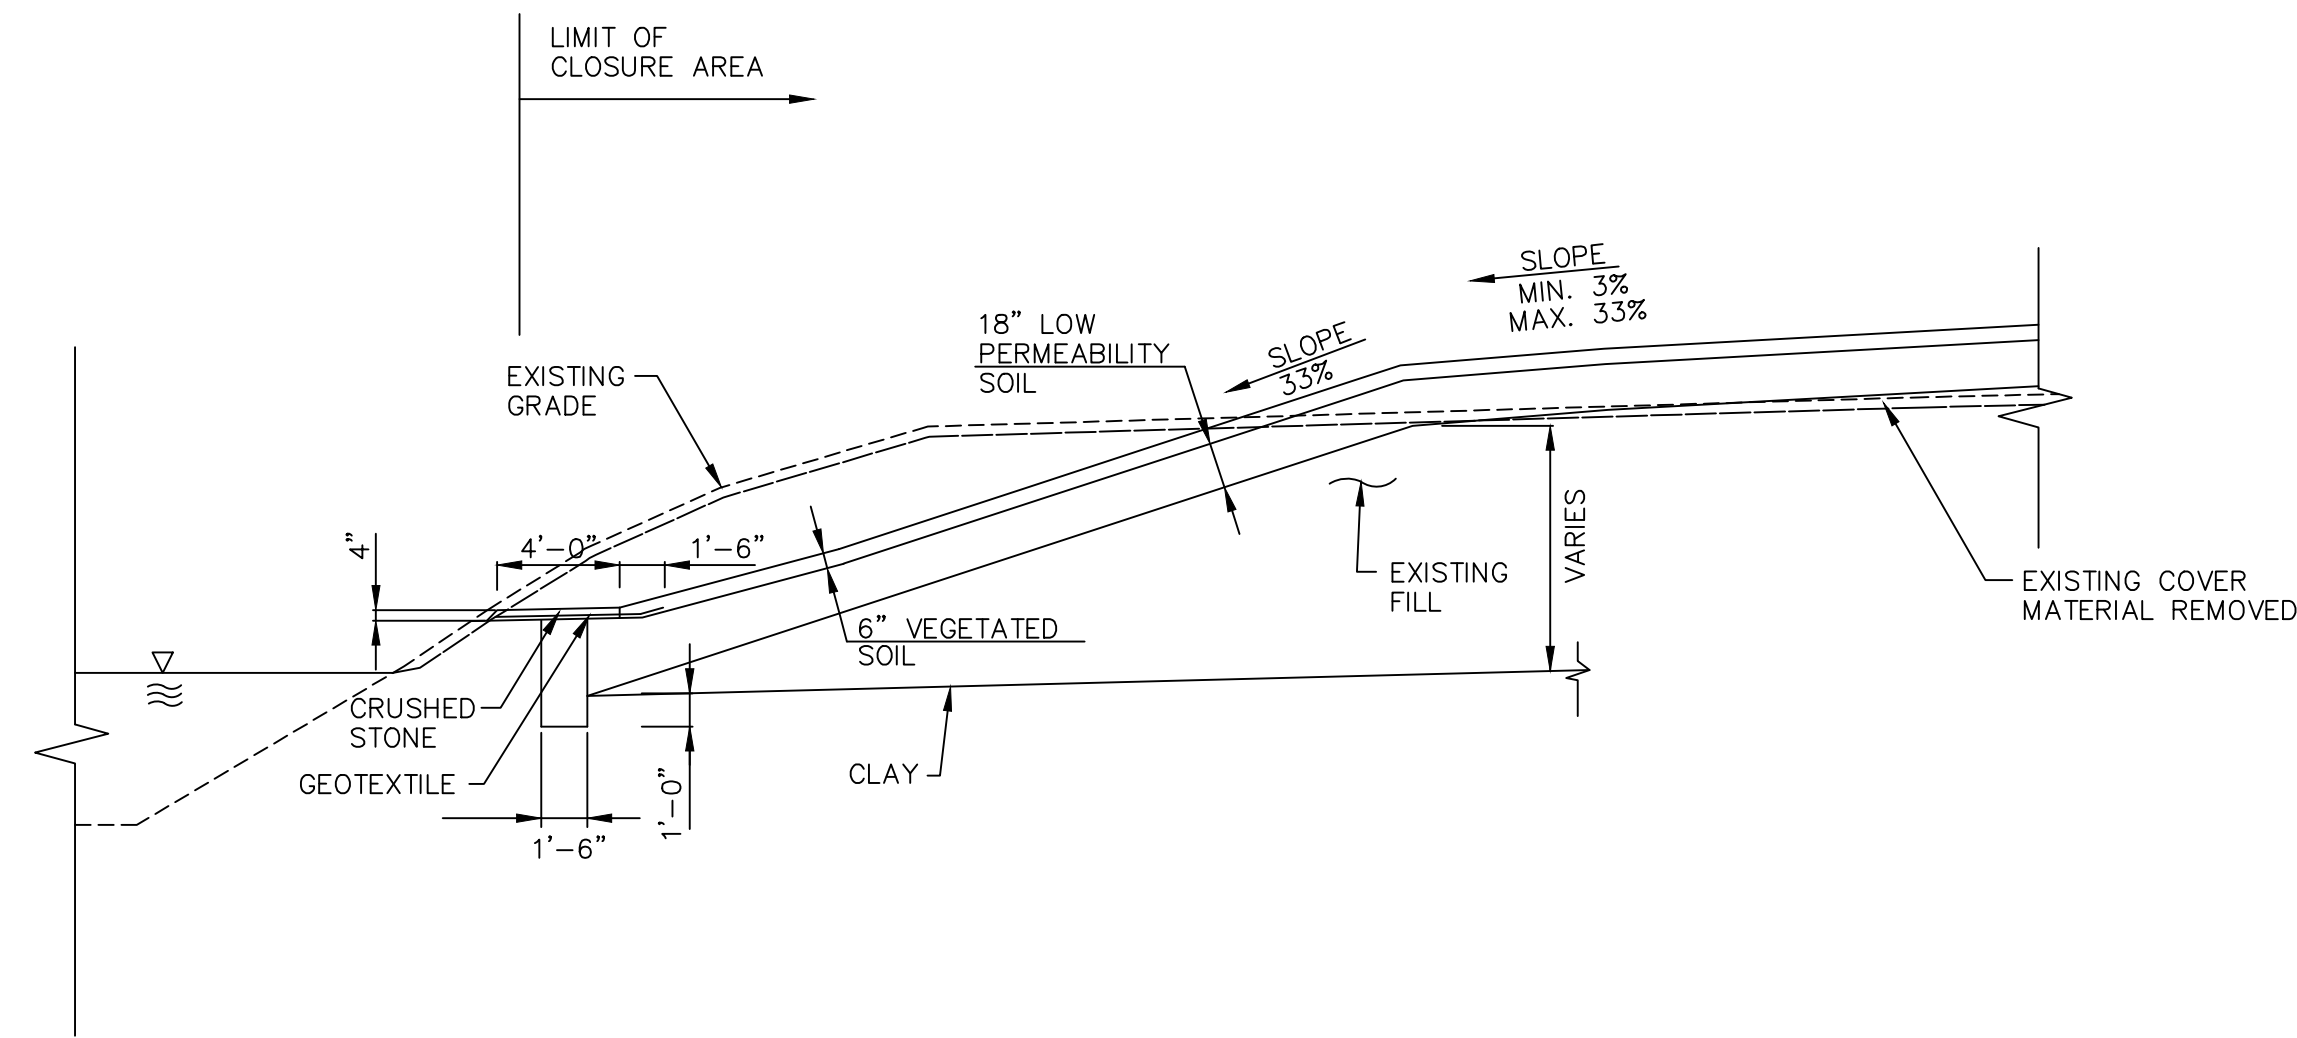 LIMIT OF
CLOSURE AREA
SLOPE
MIN. 3%
MAX. 33%
18” LOW
PERMEABILITY
SOIL
SLOPE
33%
EXISTING
GRADE
4”
4'-0”
1'-6”
EXISTING
FILL
VARIES
EXISTING COVER
MATERIAL REMOVED
6” VEGETATED
SOIL
CRUSHED
STONE
GEOTEXTILE
CLAY
1'-0”
1'-6”